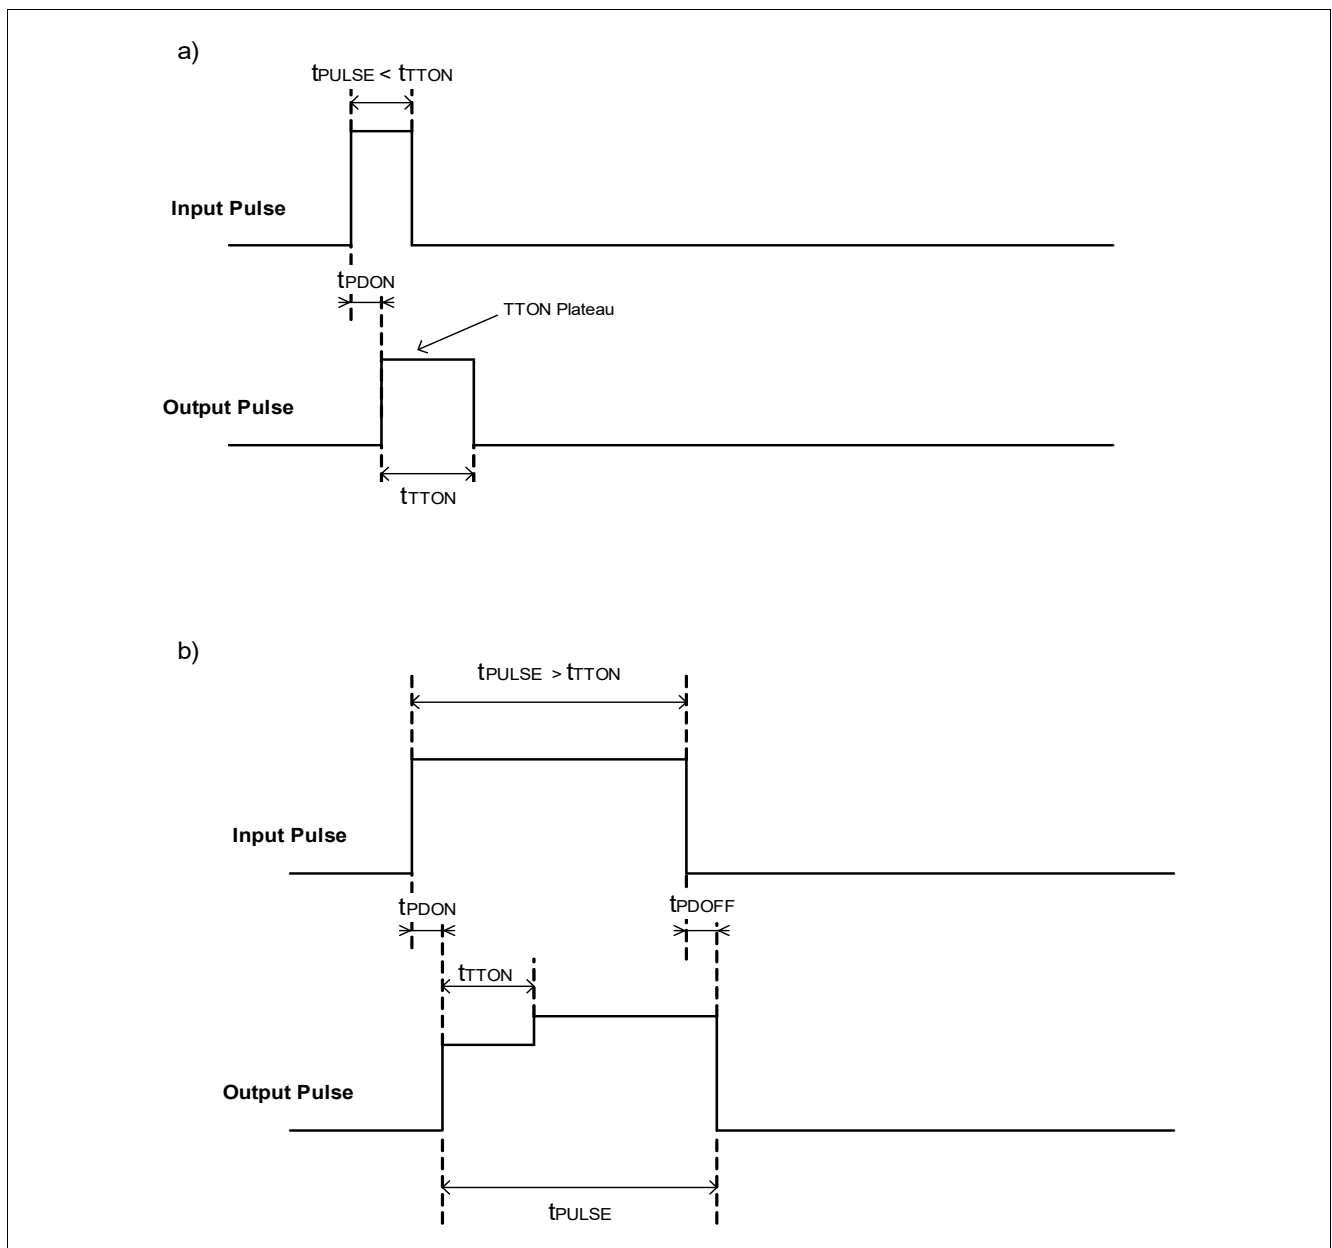 a)
tPULSE < tTTON
Input Pulse
tPDON
TTON Plateau
Output Pulse
tTTON
b)
tPULSE > tTTON
Input Pulse
tPDON
tPDOFF
tTTON
Output Pulse
tPULSE